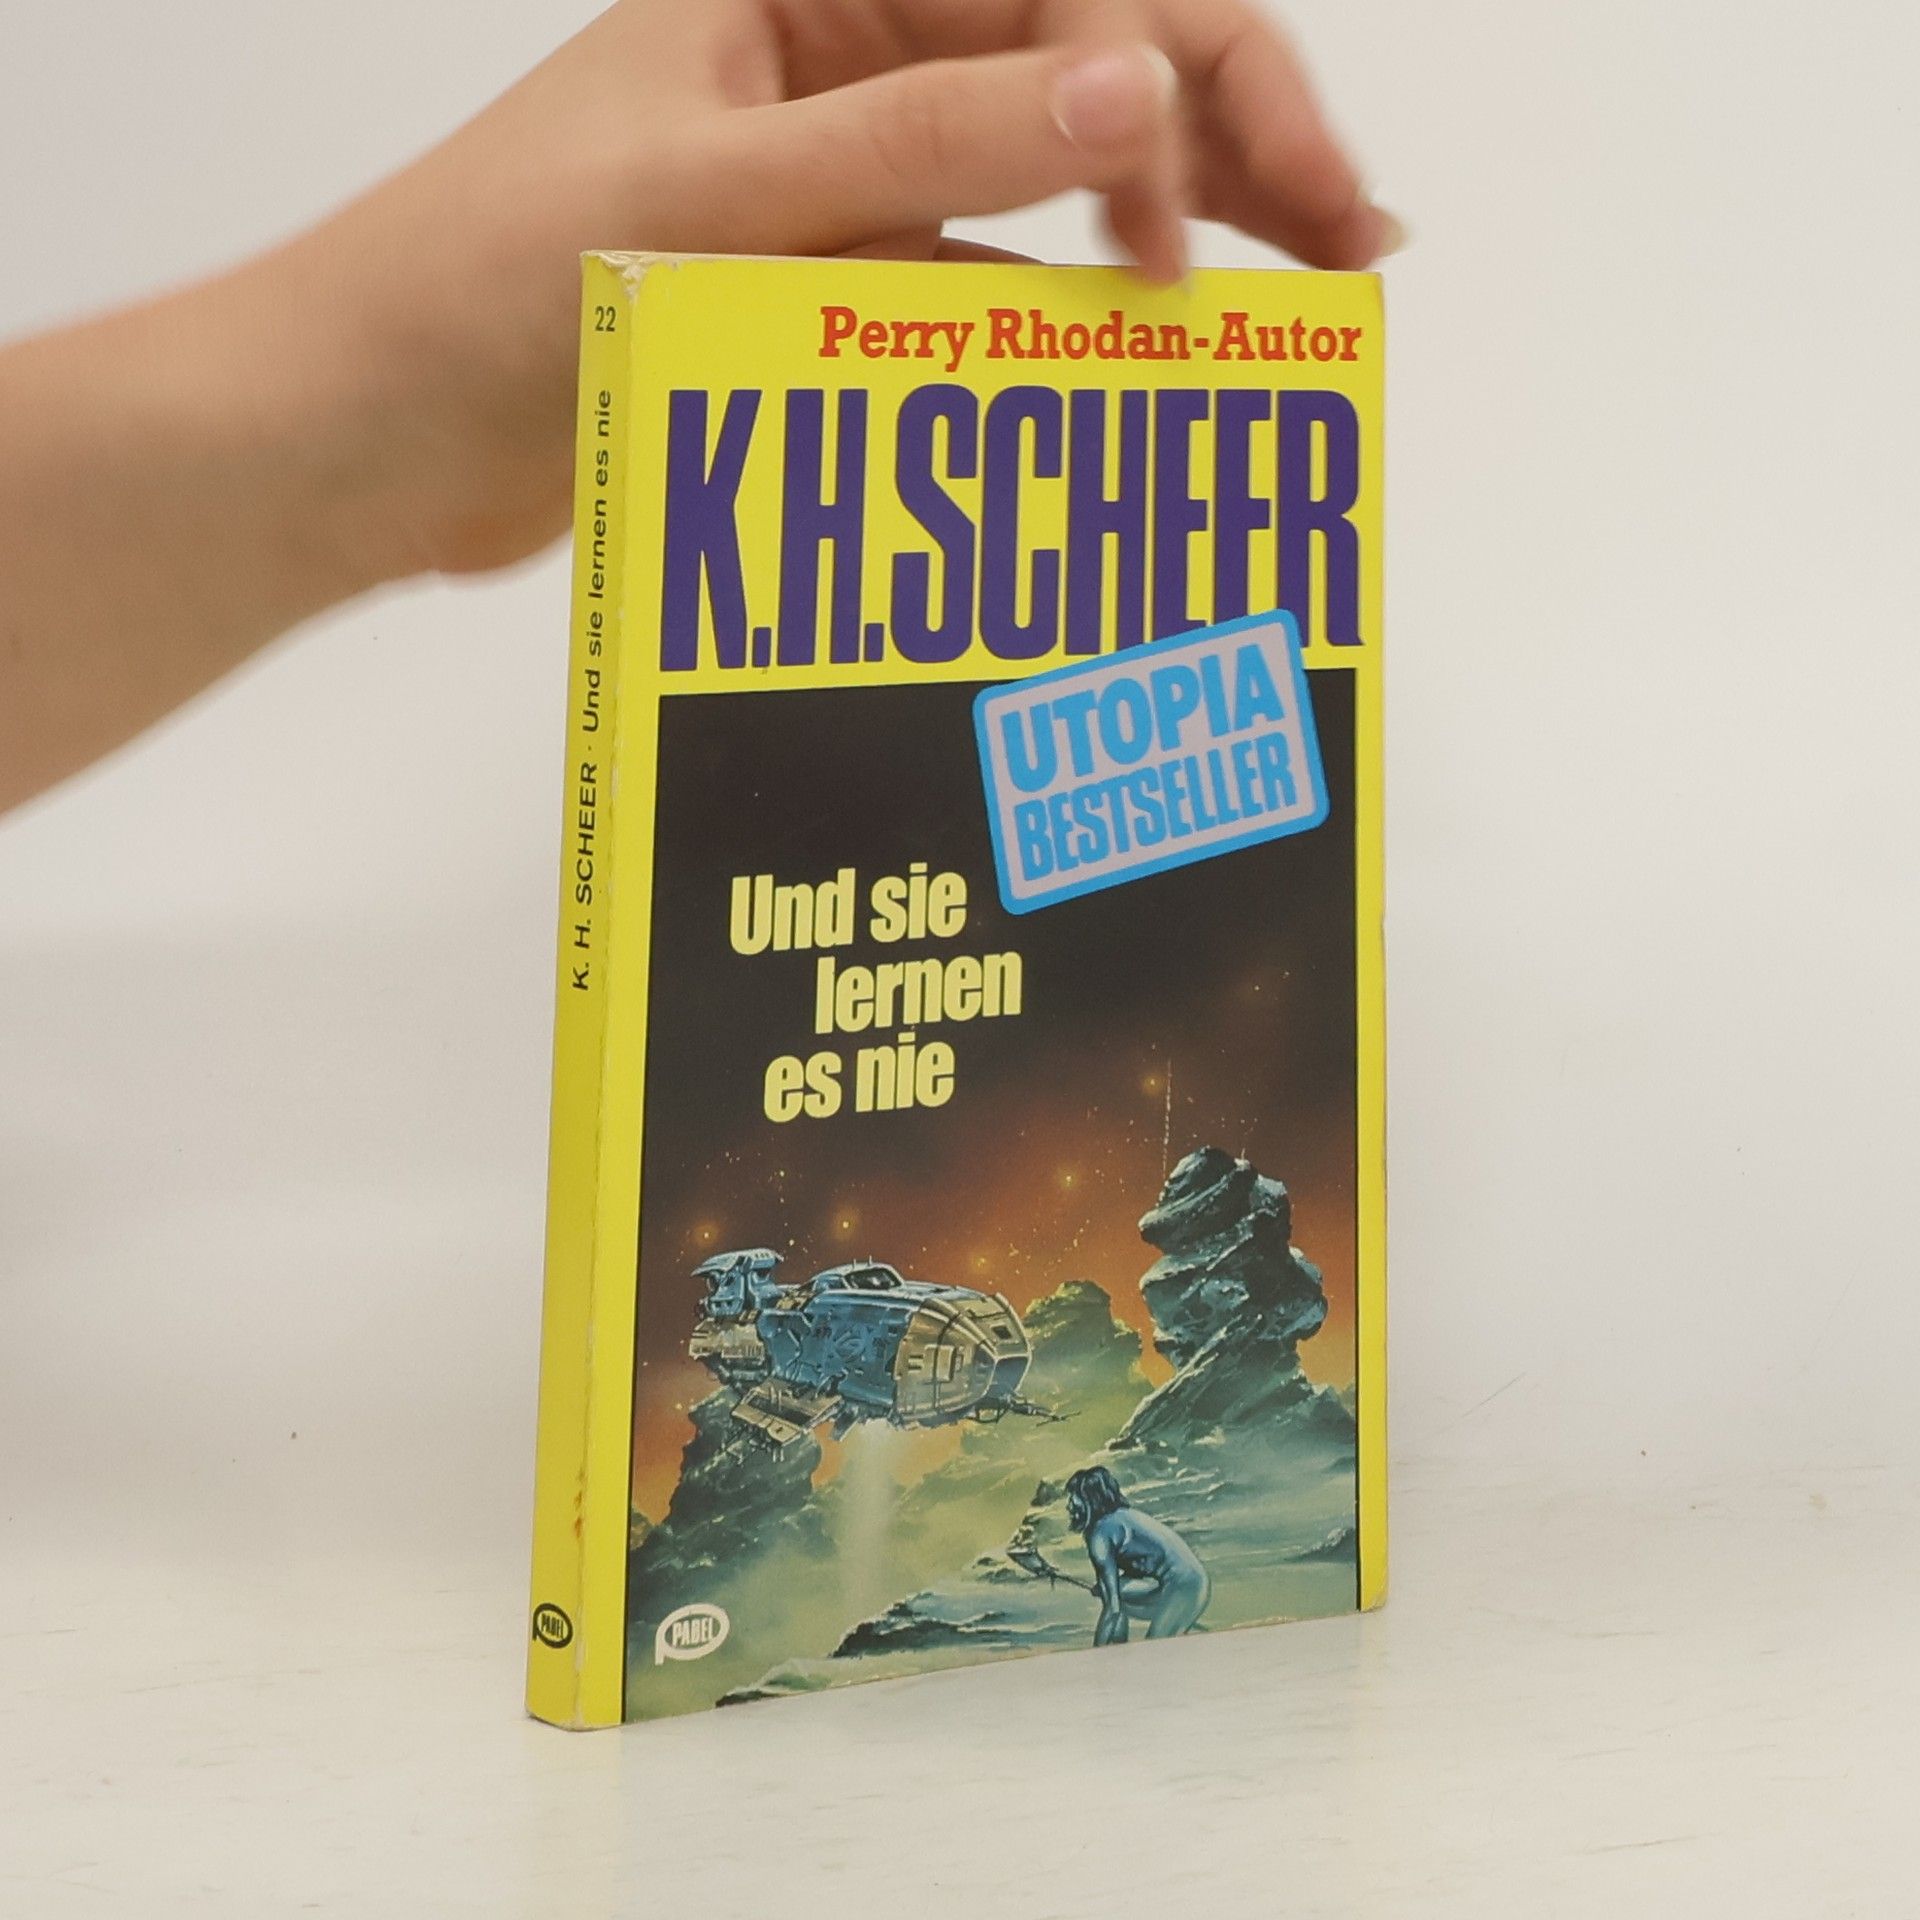 22
K. H. SCHEER · Und sie lernen es nie
PABEL
Perry Rhodan-Autor
K.H.SCHEER
UTOPIA
BESTSELLER
Und sie
lernen
es nie
PABEL